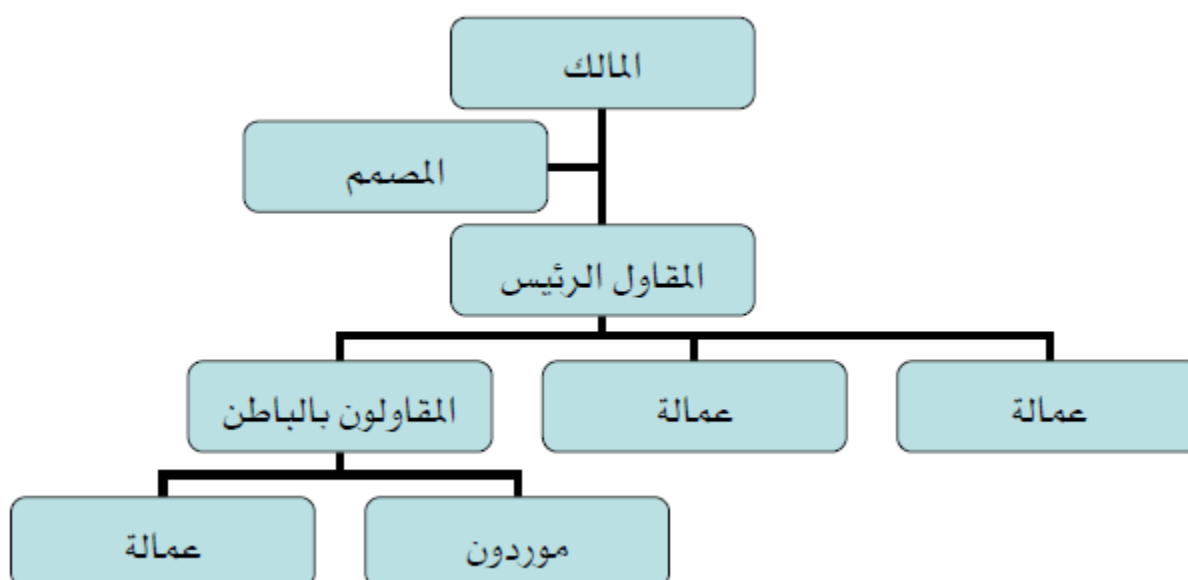 المالك
المصمم
المقاول الرئيس
عمالة
عمالة
المقاولون بالباطن
موردون
عمالة